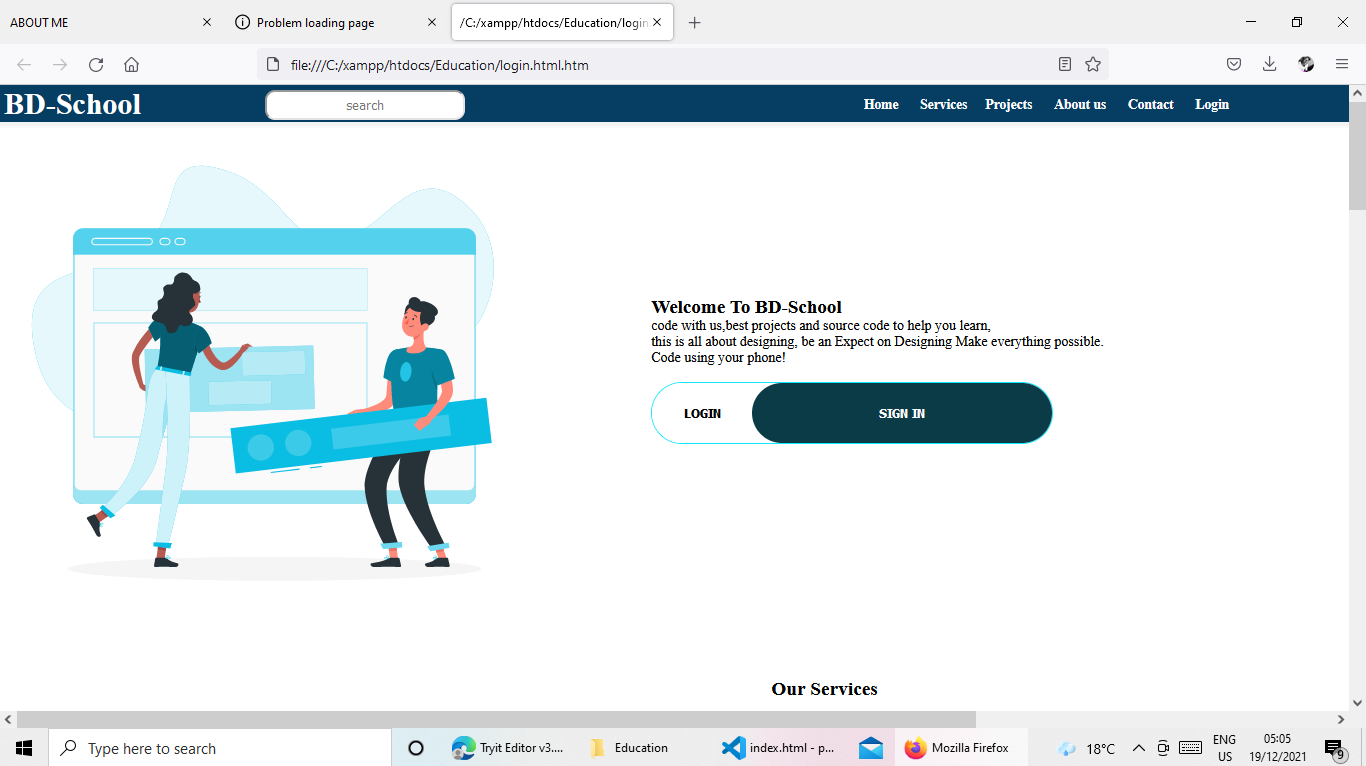 ABOUT ME
Problem loading page
/C:/xampp/htdocs/Education/login.
file:///C:/xampp/htdocs/Education/login.html.htm
BD-School
search
Home Services Projects About us Contact Login
Welcome To BD-School
code with us,best projects and source code to help you learn,
this is all about designing, be an Expect on Designing Make everything possible.
Code using your phone!
LOGIN
SIGN IN
Our Services
Type here to search
Tryit Editor v3....
Education
index.html - p...
Mozilla Firefox
18°C
ENG
US
05:05
19/12/2021
9